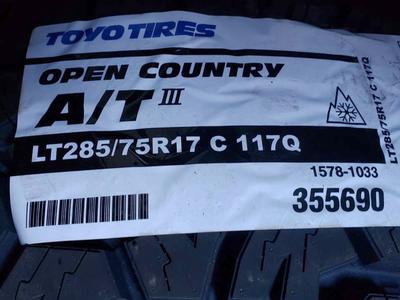 TOYO TIRES
OPEN COUNTRY
A/T III
LT285/75R17 C 117Q
1578-1033
355690
LT285/75R17 C 117Q